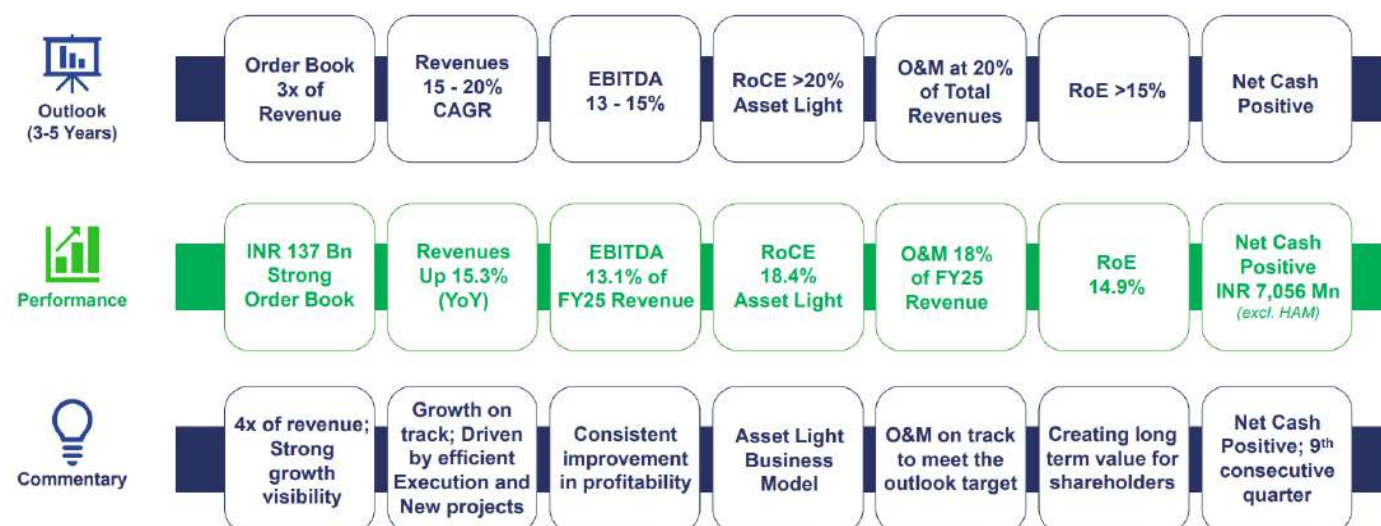 Outlook
(3-5 Years)
Order Book
3x of
Revenue
Revenues
15 - 20%
CAGR
EBITDA
13 - 15%
RoCE >20%
Asset Light
O&M at 20%
of Total
Revenues
RoE >15%
Net Cash
Positive
Performance
INR 137 Bn
Strong
Order Book
Revenues
Up 15.3%
(YoY)
EBITDA
13.1% of
FY25 Revenue
RoCE
18.4%
Asset Light
O&M 18%
of FY25
Revenue
RoE
14.9%
Net Cash
Positive
INR 7,056 Mn
(excl. HAM)
Commentary
4x of revenue;
Strong
growth
visibility
Growth on
track; Driven
by efficient
Execution and
New projects
Consistent
improvement
in profitability
Asset Light
Business
Model
O&M on track
to meet the
outlook target
Creating long
term value for
shareholders
Net Cash
Positive; 9th
consecutive
quarter